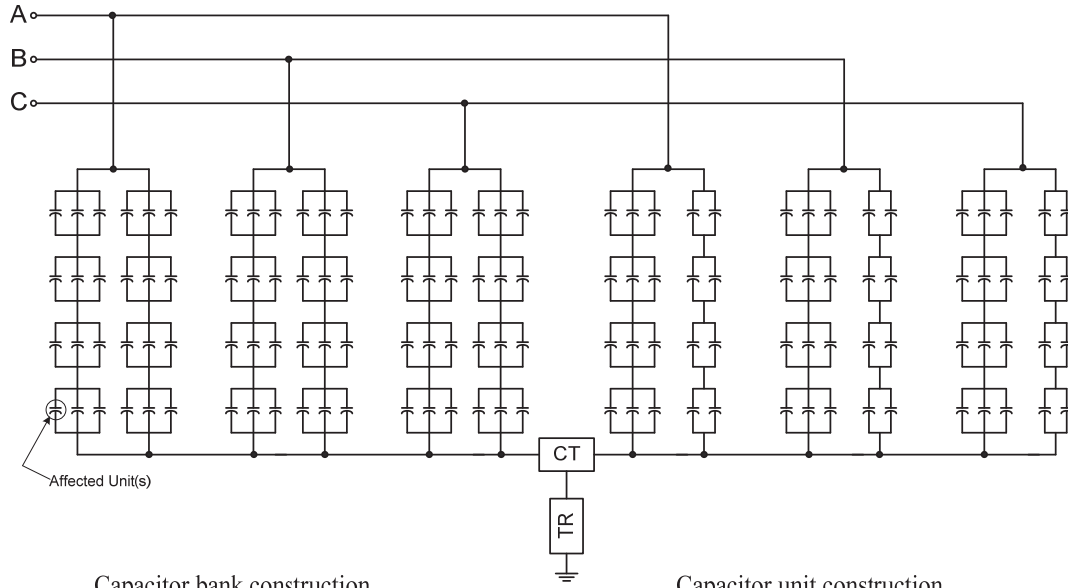 A
B
C
CT
TR
Affected Unit(s)
Capacitor bank construction
Capacitor unit construction